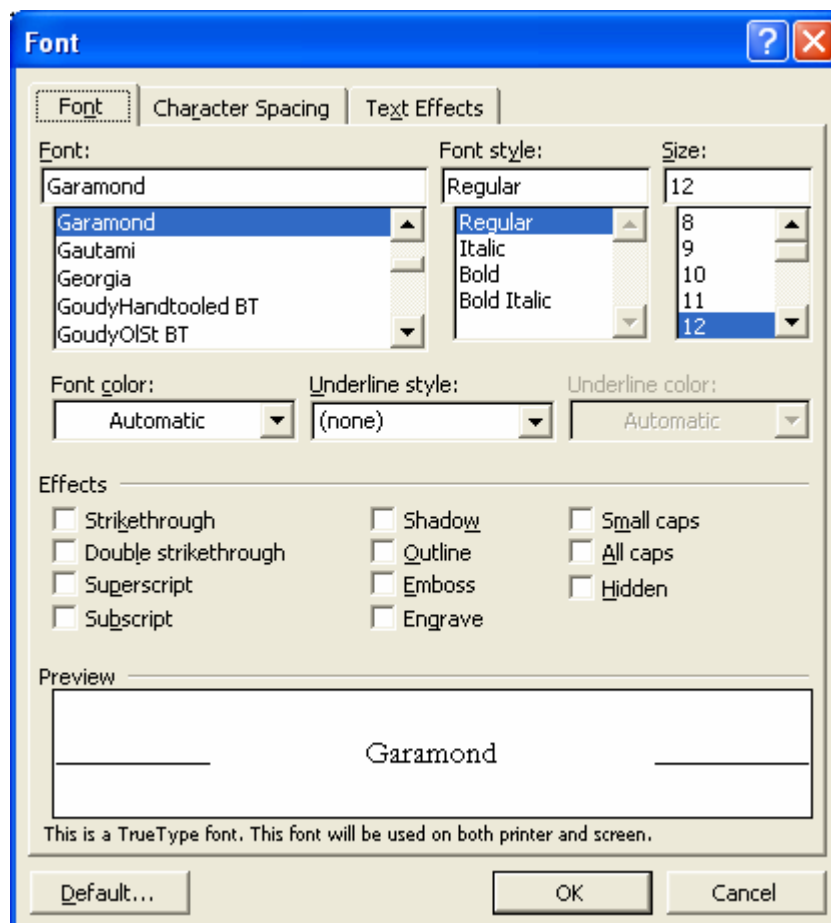 Font
Font Character Spacing Text Effects
Font: Font style: Size:
Garamond Regular 12
Garamond Regular 8
Gautami Italic 9
Georgia Bold 10
GoudyHandtooled BT Bold Italic 11
GoudyOlSt BT 12
Font color: Underline style: Underline color:
Automatic (none) Automatic
Effects
Strikethrough Shadow Small caps
Double strikethrough Outline All caps
Superscript Emboss Hidden
Subscript Engrave
Preview
Garamond
This is a TrueType font. This font will be used on both printer and screen.
Default... OK Cancel